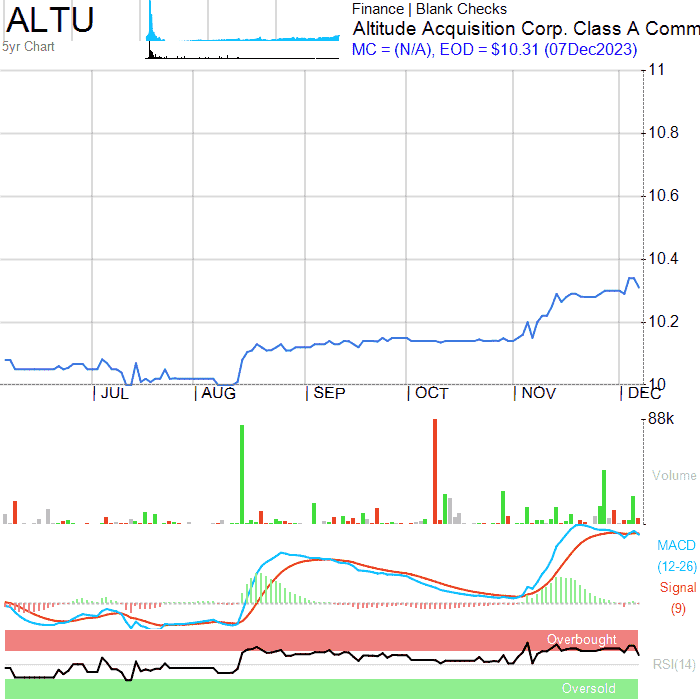 ALTU
5yr Chart
Finance | Blank Checks
Altitude Acquisition Corp. Class A Comm
MC = (N/A), EOD = $10.31 (07Dec2023)
11
10.8
10.6
10.4
10.2
10
JUL
AUG
SEP
OCT
NOV
DEC
88k
Volume
MACD
(12-26)
Signal
(9)
Overbought
RSI(14)
Oversold